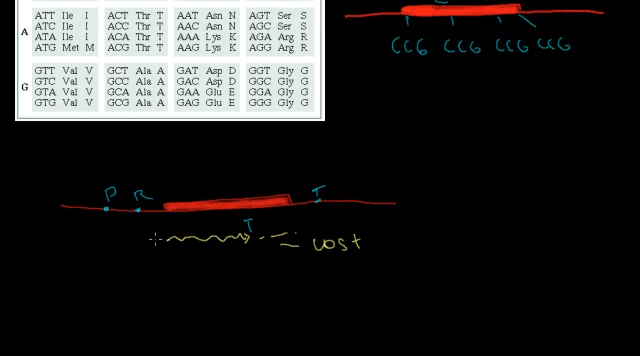 A
ATT Ile I ACT Thr T AAT Asn N AGT Ser S
ATC Ile I ACC Thr T AAC Asn N AGC Ser S
ATA Ile I ACA Thr T AAA Lys K AGA Arg R
ATG Met M ACG Thr T AAG Lys K AGG Arg R
G
GTT Val V GCT Ala A GAT Asp D GGT Gly G
GTC Val V GCC Ala A GAC Asp D GGC Gly G
GTA Val V GCA Ala A GAA Glu E GGA Gly G
GTG Val V GCG Ala A GAG Glu E GGG Gly G
CCG CCG CCG CCG
P R T
T
cost